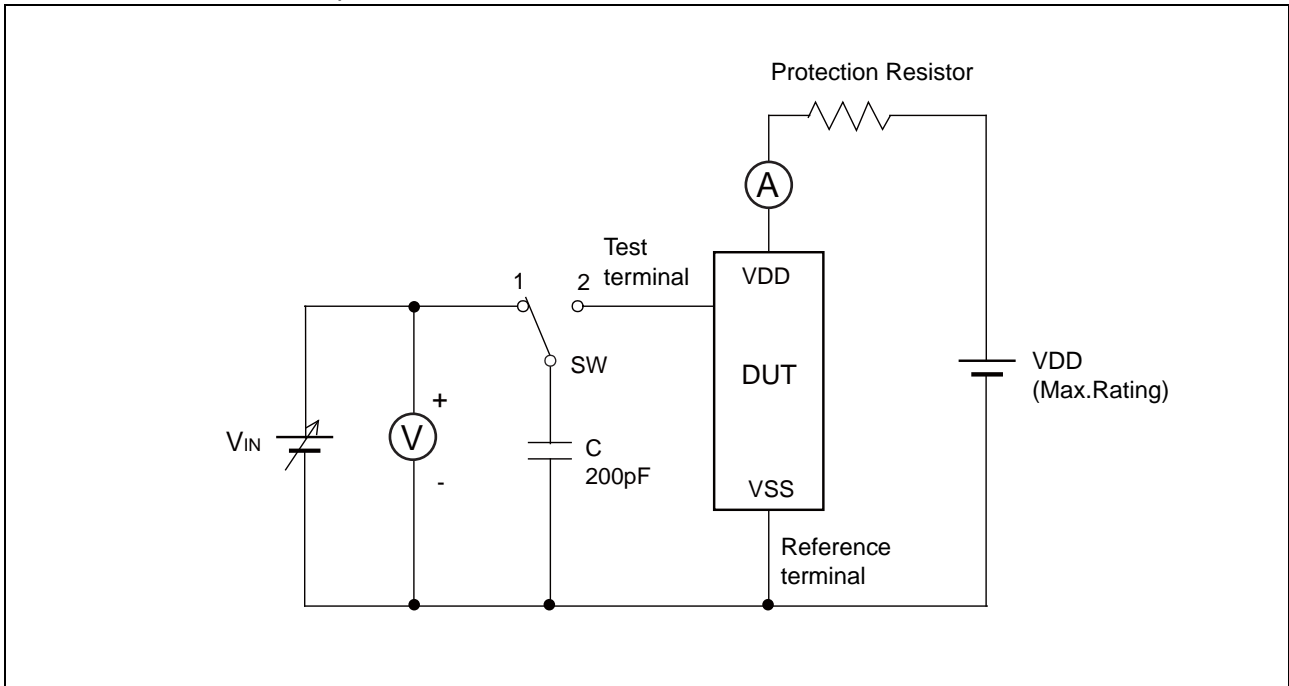 Protection Resistor
A
Test
terminal
1
2
VDD
SW
DUT
VDD
(Max.Rating)
+
V
-
VIN
C
200pF
VSS
Reference
terminal